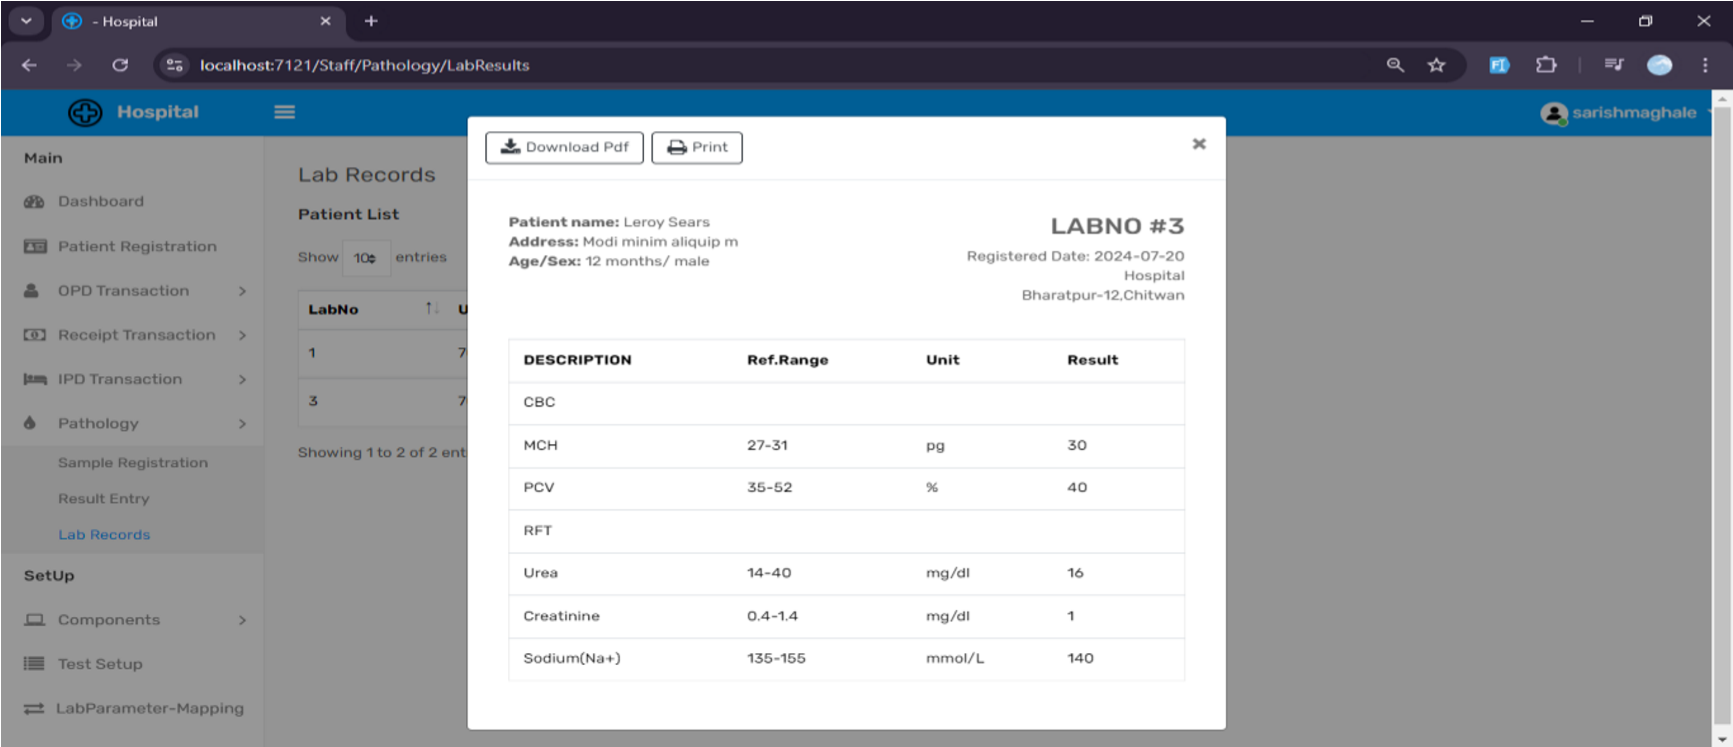 - Hospital
localhost:7121/Staff/Pathology/LabResults
Hospital
sarishmaghale
Main
Dashboard
Patient Registration
OPD Transaction
Receipt Transaction
IPD Transaction
Pathology
Sample Registration
Result Entry
Lab Records
SetUp
Components
Test Setup
LabParameter-Mapping
Lab Records
Patient List
Show 10 entries
LabNo U
1 7
3 7
Showing 1 to 2 of 2 ent
Download Pdf Print
Patient name: Leroy Sears
Address: Modi minim aliquip m
Age/Sex: 12 months/ male
LABNO #3
Registered Date: 2024-07-20
Hospital
Bharatpur-12,Chitwan
DESCRIPTION Ref.Range Unit Result
CBC
MCH 27-31 pg 30
PCV 35-52 % 40
RFT
Urea 14-40 mg/dl 16
Creatinine 0.4-1.4 mg/dl 1
Sodium(Na+) 135-155 mmol/L 140